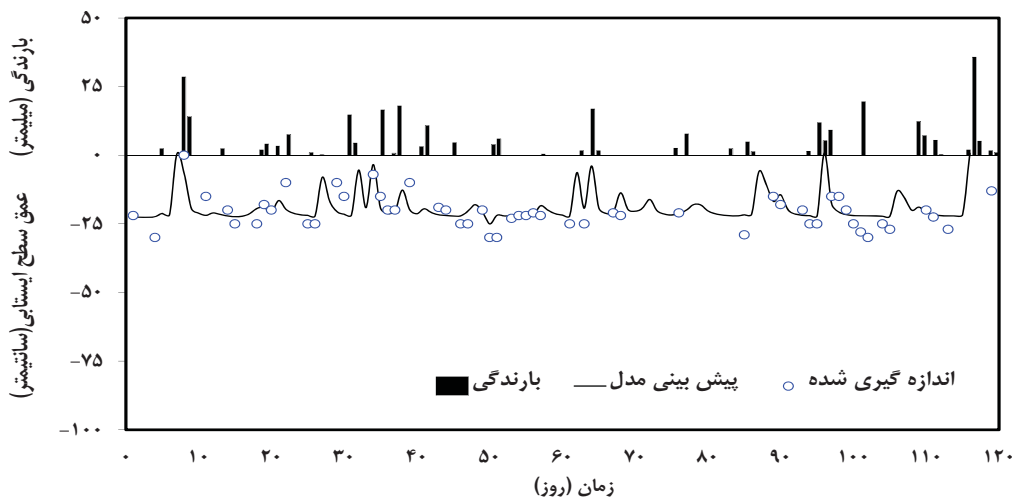 بارندگی (میلیمتر)
عمق سطح ایستابی(سانتیمتر)
۵۰
۲۵
۰
−۲۵
−۵۰
−۷۵
−۱۰۰
اندازه گیری شده
پیش بینی مدل
بارندگی
۰ ۱۰ ۲۰ ۳۰ ۴۰ ۵۰ ۶۰ ۷۰ ۸۰ ۹۰ ۱۰۰ ۱۱۰ ۱۲۰
زمان (روز)